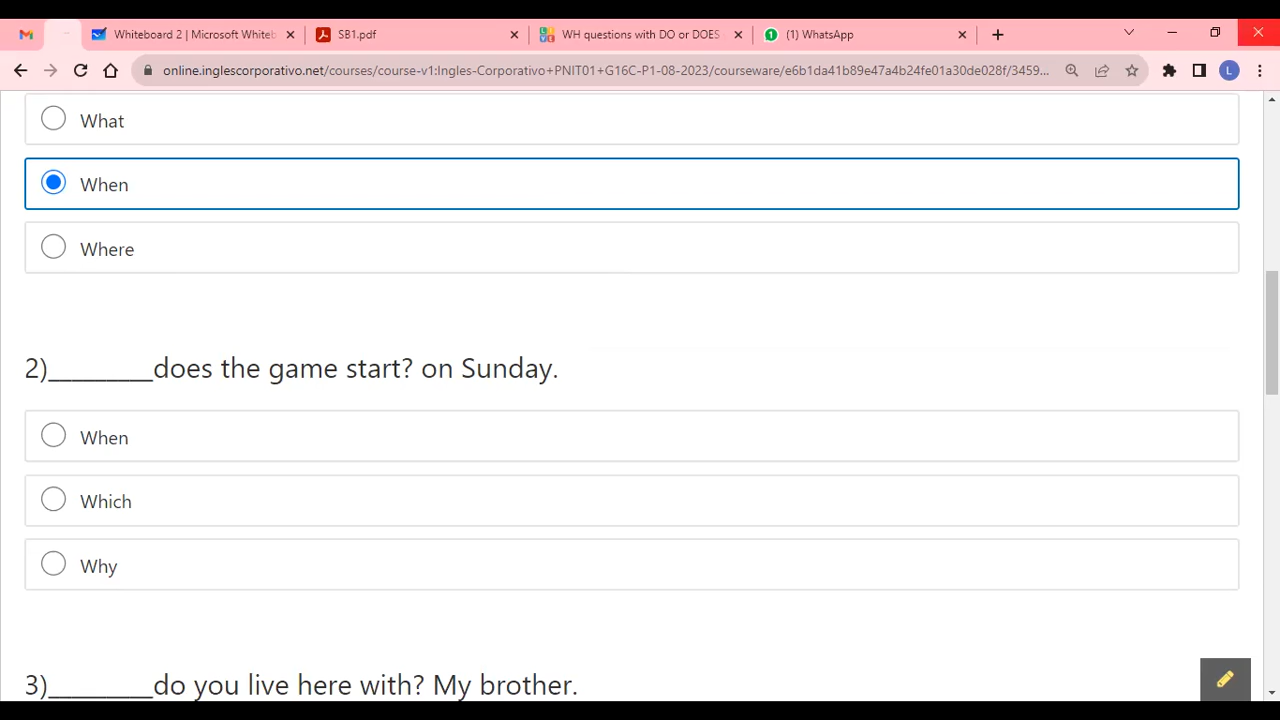 Whiteboard 2 | Microsoft Whiteb
SB1.pdf
WH questions with DO or DOES
(1) WhatsApp
online.inglescorporativo.net/courses/course-v1:Ingles-Corporativo+PNIT01+G16C-P1-08-2023/courseware/e6b1da41b89e47a4b24fe01a30de028f/3459...
L
What
When
Where
2)_________does the game start? on Sunday.
When
Which
Why
3)_________do you live here with? My brother.